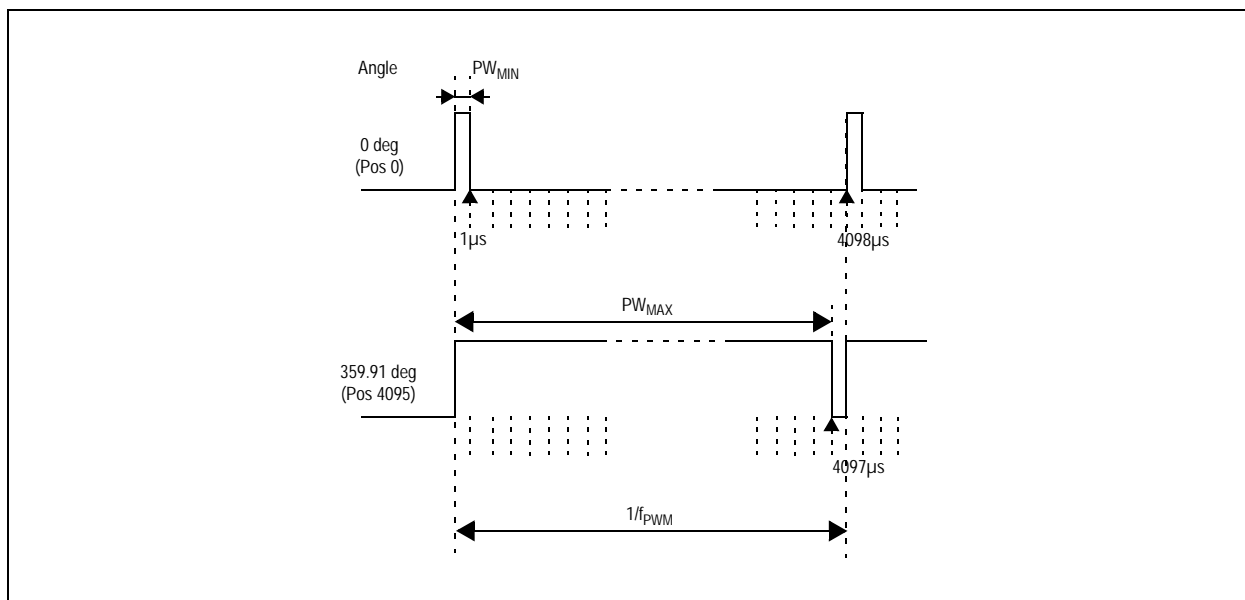 Angle PW_MIN
0 deg
(Pos 0)
1µs 4098µs
PW_MAX
359.91 deg
(Pos 4095)
4097µs
1/f_PWM